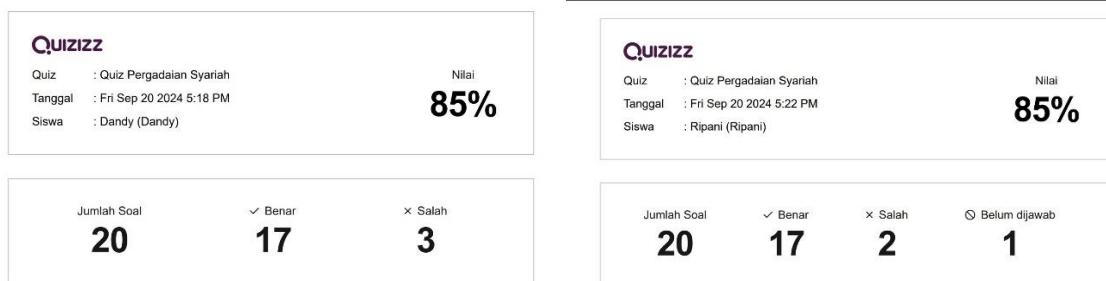 Quizizz
Quiz : Quiz Pergadaian Syariah
Tanggal : Fri Sep 20 2024 5:18 PM
Siswa : Dandy (Dandy)
Nilai
85%
Jumlah Soal ✓ Benar × Salah
20 17 3
Quizizz
Quiz : Quiz Pergadaian Syariah
Tanggal : Fri Sep 20 2024 5:22 PM
Siswa : Ripani (Ripani)
Nilai
85%
Jumlah Soal ✓ Benar × Salah Belum dijawab
20 17 2 1